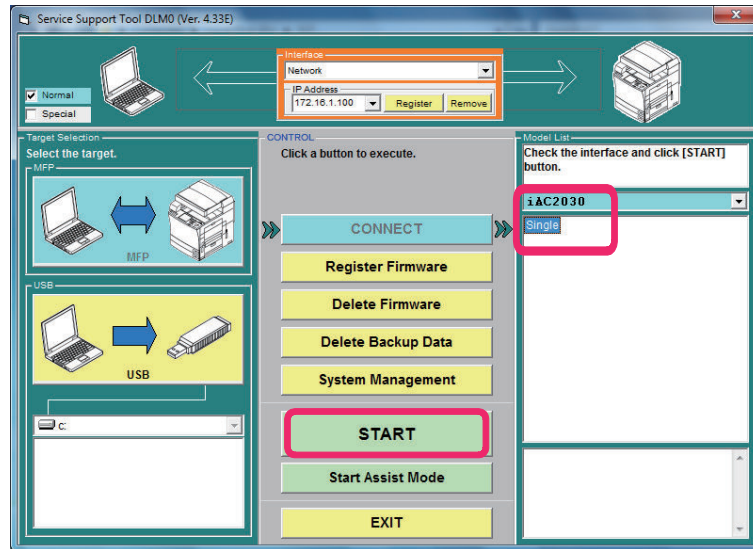 Service Support Tool DLM0 (Ver. 4.33E)
Interface
Network
IP Address
172.16.1.100
Register
Remove
Normal
Special
Target Selection
Select the target.
MFP
MFP
USB
USB
c:
CONTROL
Click a button to execute.
CONNECT
Register Firmware
Delete Firmware
Delete Backup Data
System Management
START
Start Assist Mode
EXIT
Model List
Check the interface and click [START]
button.
iAC2030
Single